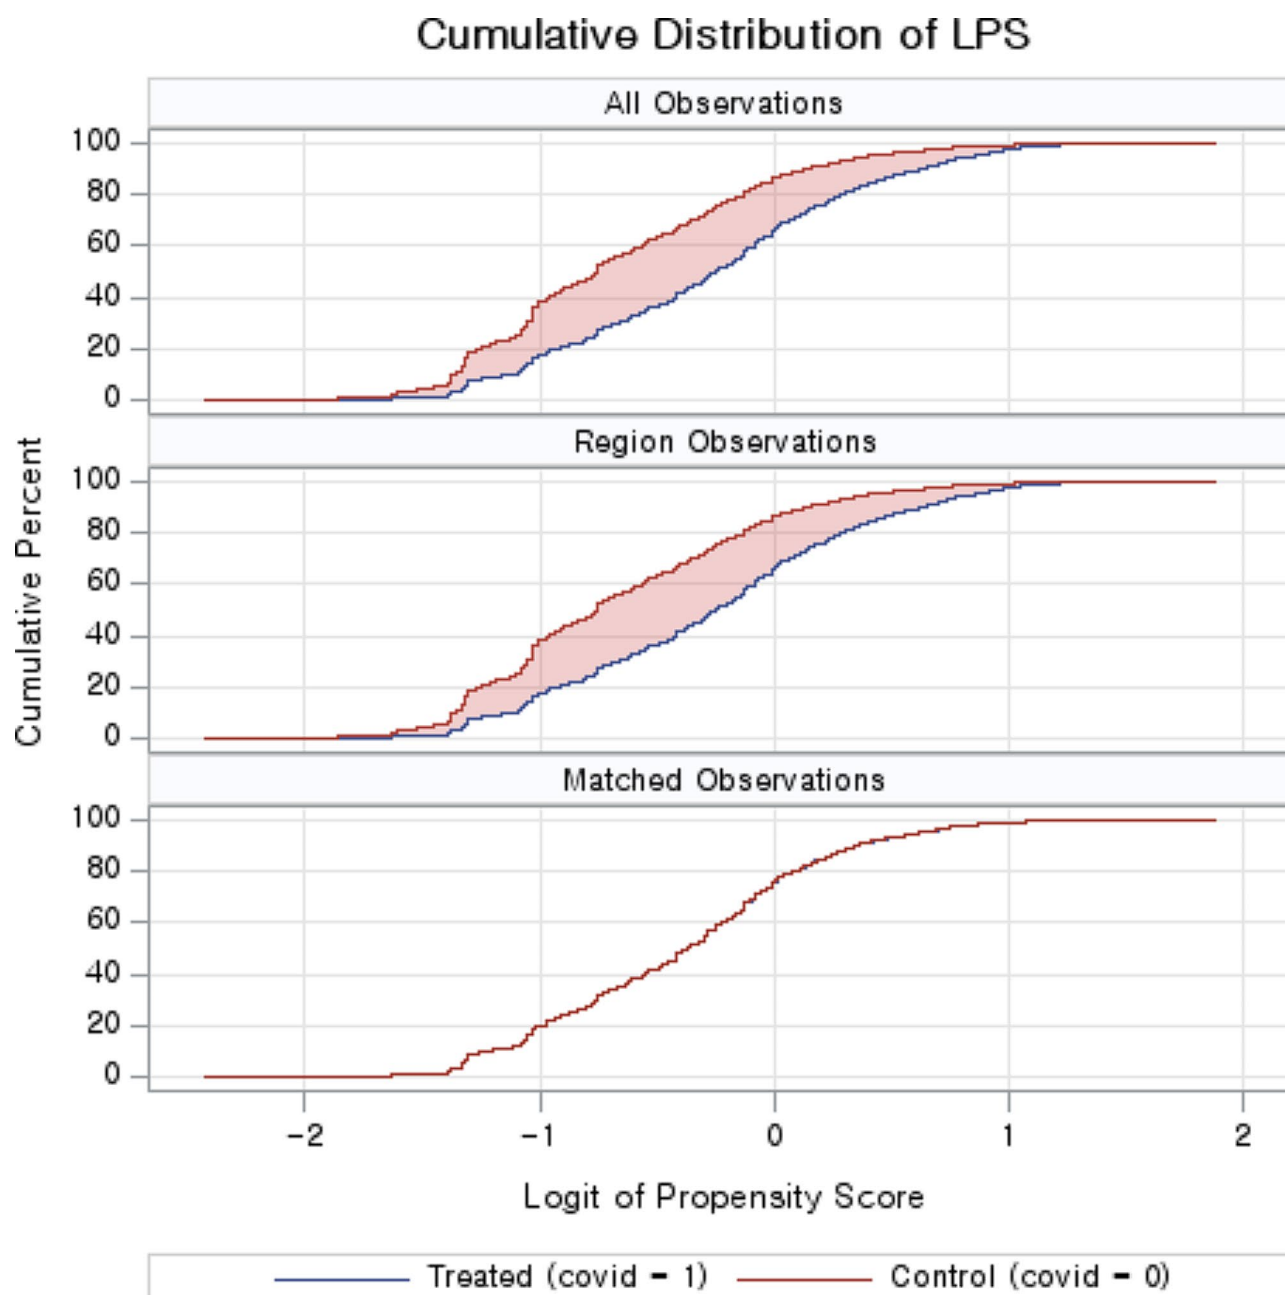 Cumulative Distribution of LPS
All Observations
100
80
60
40
20
0
Region Observations
100
80
60
40
20
0
Matched Observations
100
80
60
40
20
0
Cumulative Percent
-2 -1 0 1 2
Logit of Propensity Score
Treated (covid = 1) Control (covid = 0)